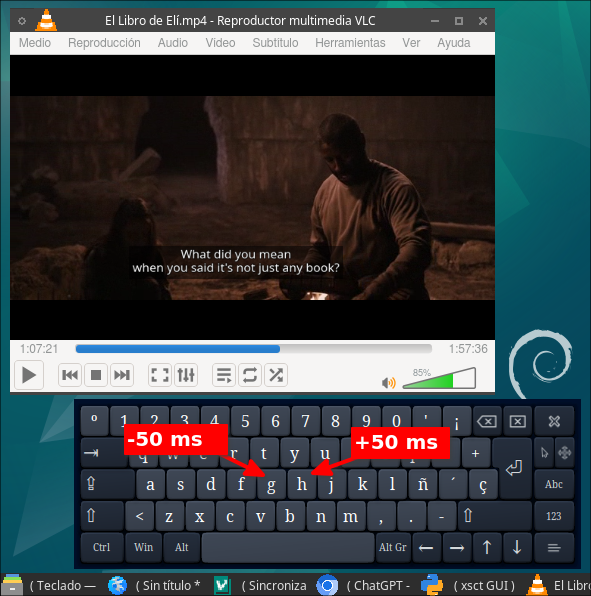 El Libro de Elí.mp4 - Reproductor multimedia VLC
Medio Reproducción Audio Vídeo Subtítulo Herramientas Ver Ayuda
What did you mean
when you said it's not just any book?
1:07:21 1:57:36
85%
º 1 2 3 4 5 6 7 8 9 0 ' ¡
-50 ms +50 ms
q w e r t y u p +
a s d f g h j k l ñ ´ ç Abc
< z x c v b n m , . - 123
Ctrl Win Alt Alt Gr
( Teclado — ( Sin título * ( Sincroniza ( ChatGPT - ( xsct GUI ) El Libr